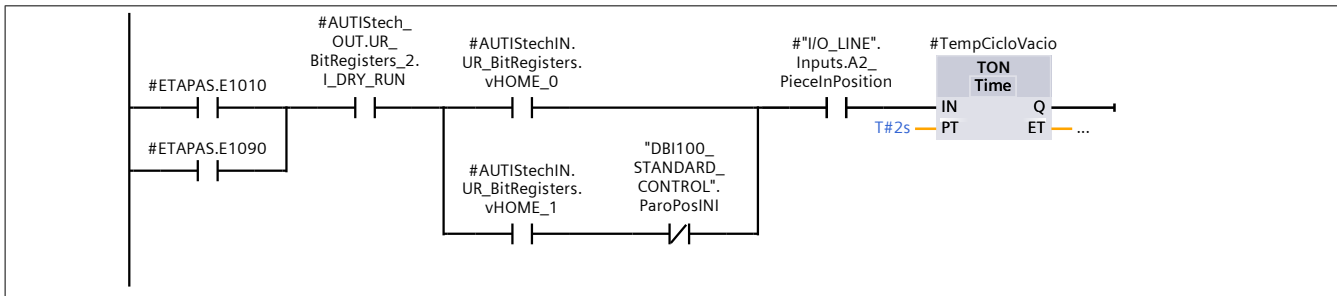 #ETAPAS.E1010
#ETAPAS.E1090
#AUTIStech_
OUT.UR_
BitRegisters_2.
I_DRY_RUN
#AUTIStechIN.
UR_BitRegisters.
vHOME_0
#AUTIStechIN.
UR_BitRegisters.
vHOME_1
"DBI100_
STANDARD_
CONTROL".
ParoPosINI
#"I/O_LINE".
Inputs.A2_
PieceInPosition
#TempCicloVacio
TON
Time
IN Q
T#2s PT ET ...